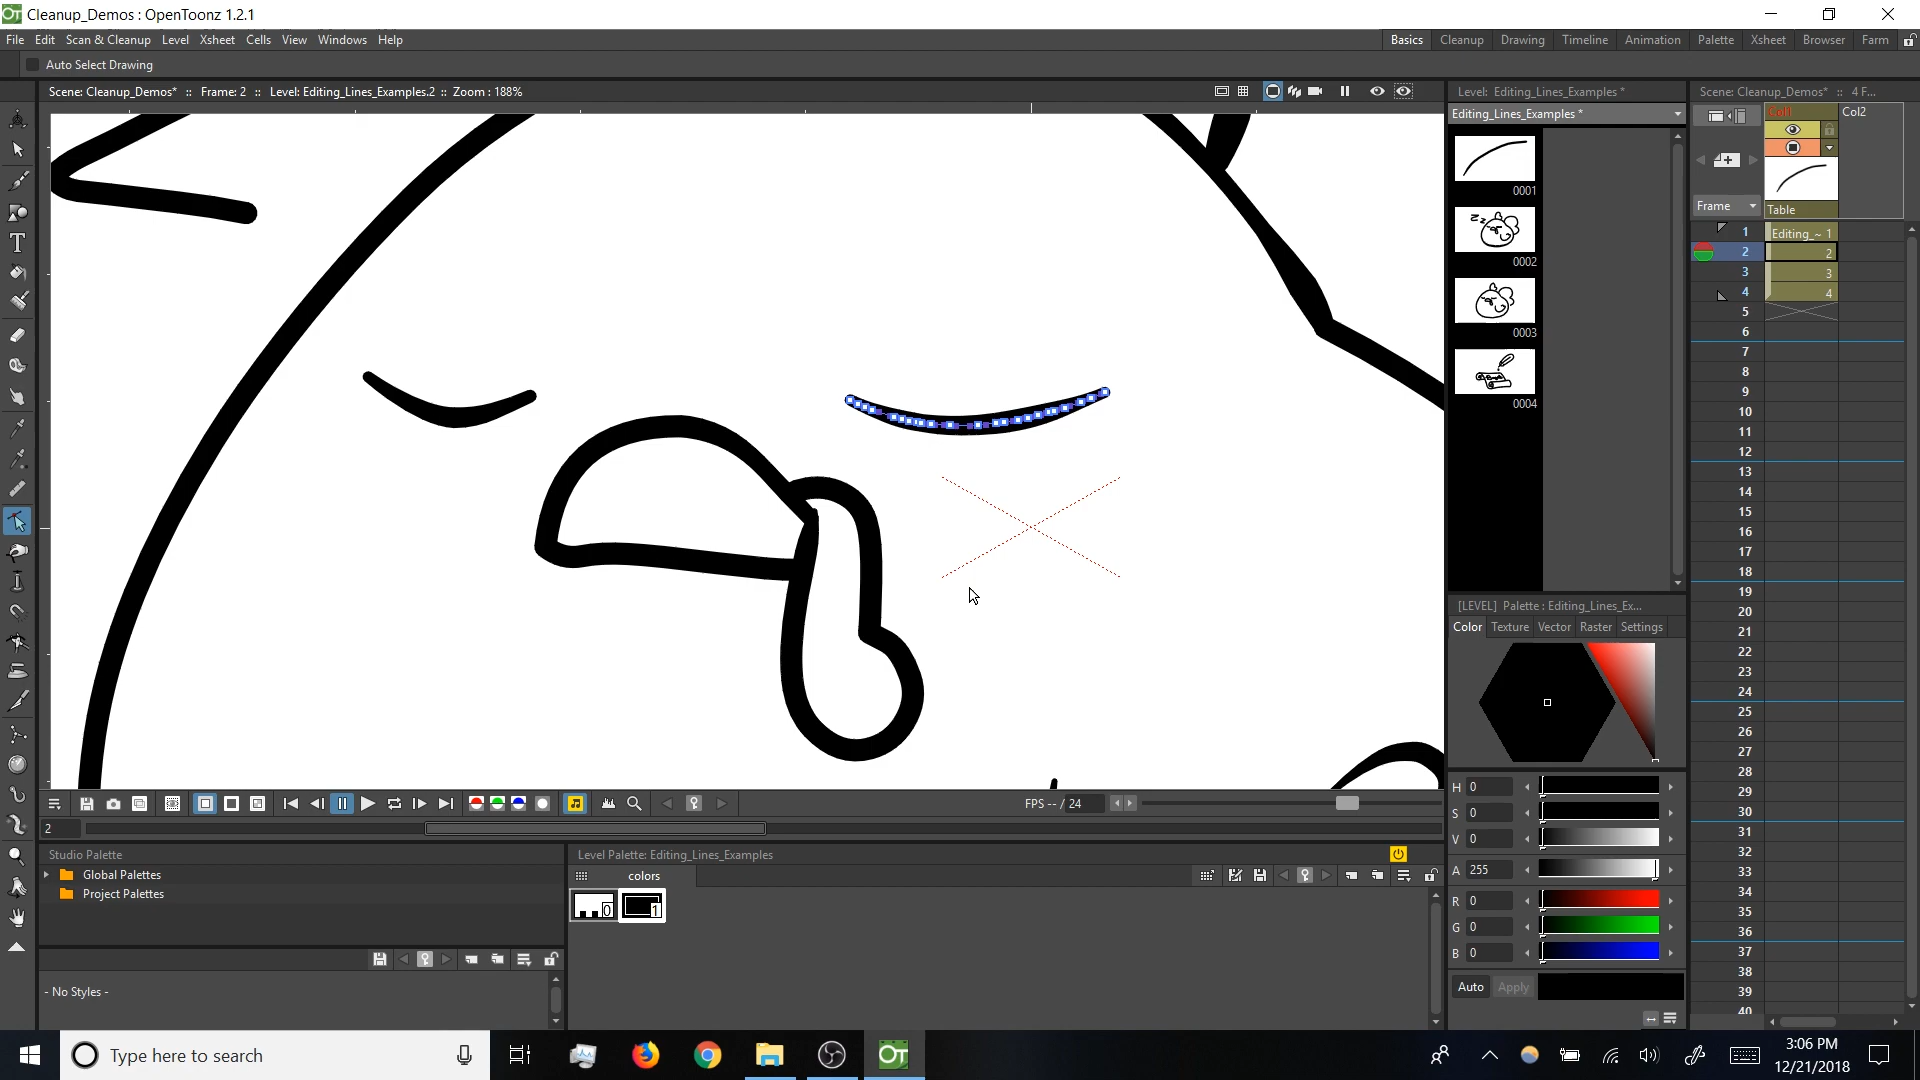 Cleanup_Demos : OpenToonz 1.2.1
File Edit Scan & Cleanup Level Xsheet Cells View Windows Help
Basics Cleanup Drawing Timeline Animation Palette Xsheet Browser Farm
Auto Select Drawing
Scene: Cleanup_Demos* :: Frame: 2 :: Level: Editing_Lines_Examples.2 :: Zoom : 188%
Level: Editing_Lines_Examples *
Editing_Lines_Examples *
0001
0002
0003
0004
Scene: Cleanup_Demos* :: 4 F...
Col1 Col2
Frame
Table
1 Editing_~ 1
2 2
3 3
4 4
5
6
7
8
9
10
11
12
13
14
15
16
17
18
19
20
21
22
23
24
25
26
27
28
29
30
31
32
33
34
35
36
37
38
39
40
[LEVEL] Palette : Editing_Lines_Ex...
Color Texture Vector Raster Settings
H 0
S 0
V 0
A 255
R 0
G 0
B 0
Auto Apply
FPS -- / 24
2
Studio Palette
Global Palettes
Project Palettes
- No Styles -
Level Palette: Editing_Lines_Examples
colors
0 1
Type here to search
3:06 PM
12/21/2018